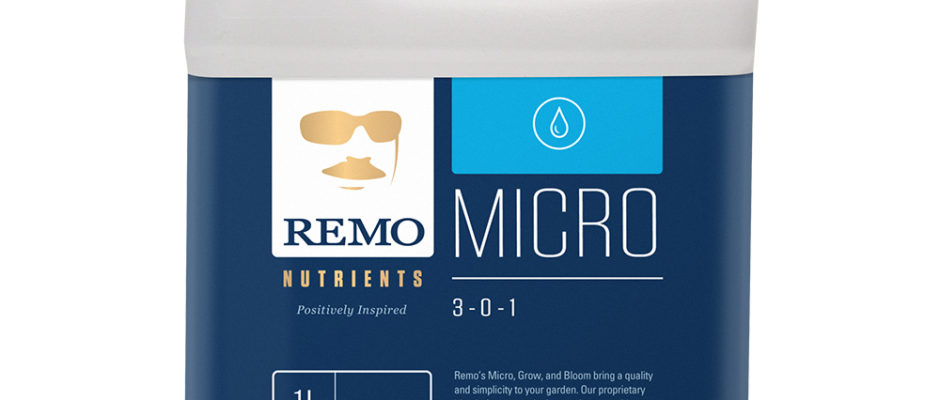 REMO
NUTRIENTS
Positively Inspired
MICRO
3-0-1
1L
Remo's Micro, Grow, and Bloom bring a quality
and simplicity to your garden. Our proprietary